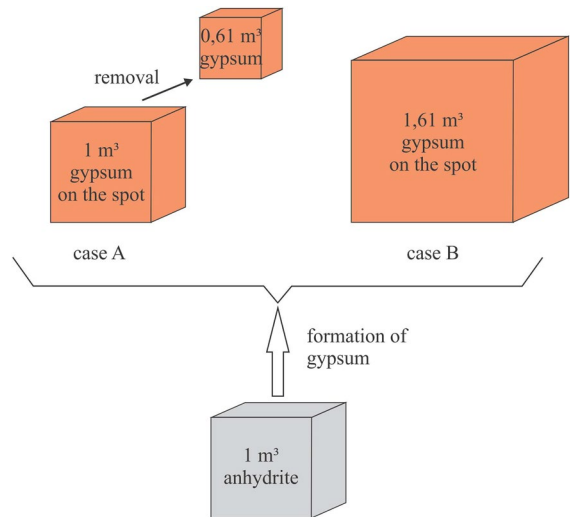 0,61 m³
gypsum
removal
1 m³
gypsum
on the spot
1,61 m³
gypsum
on the spot
case A
case B
formation of
gypsum
1 m³
anhydrite